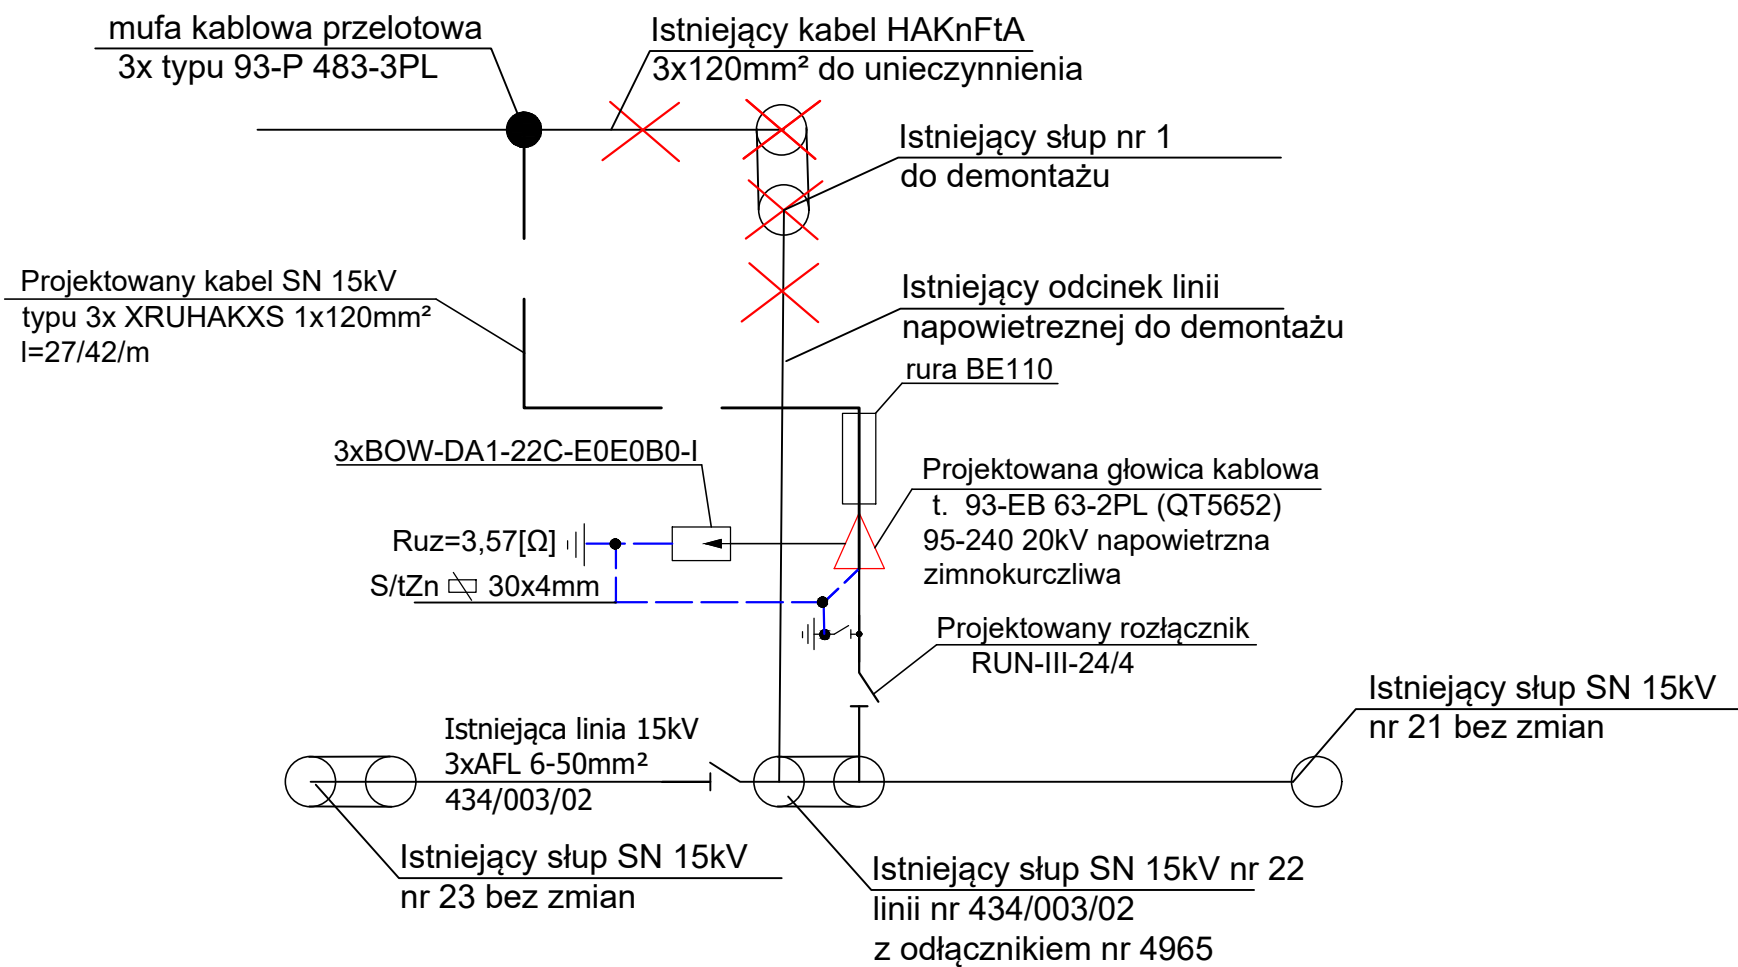 mufa kablowa przelotowa
3x typu 93-P 483-3PL
Istniejący kabel HAKnFtA
3x120mm² do unieczynnienia
Istniejący słup nr 1
do demontażu
Projektowany kabel SN 15kV
typu 3x XRUHAKXS 1x120mm²
l=27/42/m
Istniejący odcinek linii
napowietreznej do demontażu
rura BE110
3xBOW-DA1-22C-E0E0B0-I
Projektowana głowica kablowa
t. 93-EB 63-2PL (QT5652)
95-240 20kV napowietrzna
zimnokurczliwa
Ruz=3,57[Ω]
S/tZn 30x4mm
Projektowany rozłącznik
RUN-III-24/4
Istniejący słup SN 15kV
nr 21 bez zmian
Istniejąca linia 15kV
3xAFL 6-50mm²
434/003/02
Istniejący słup SN 15kV
nr 23 bez zmian
Istniejący słup SN 15kV nr 22
linii nr 434/003/02
z odłącznikiem nr 4965